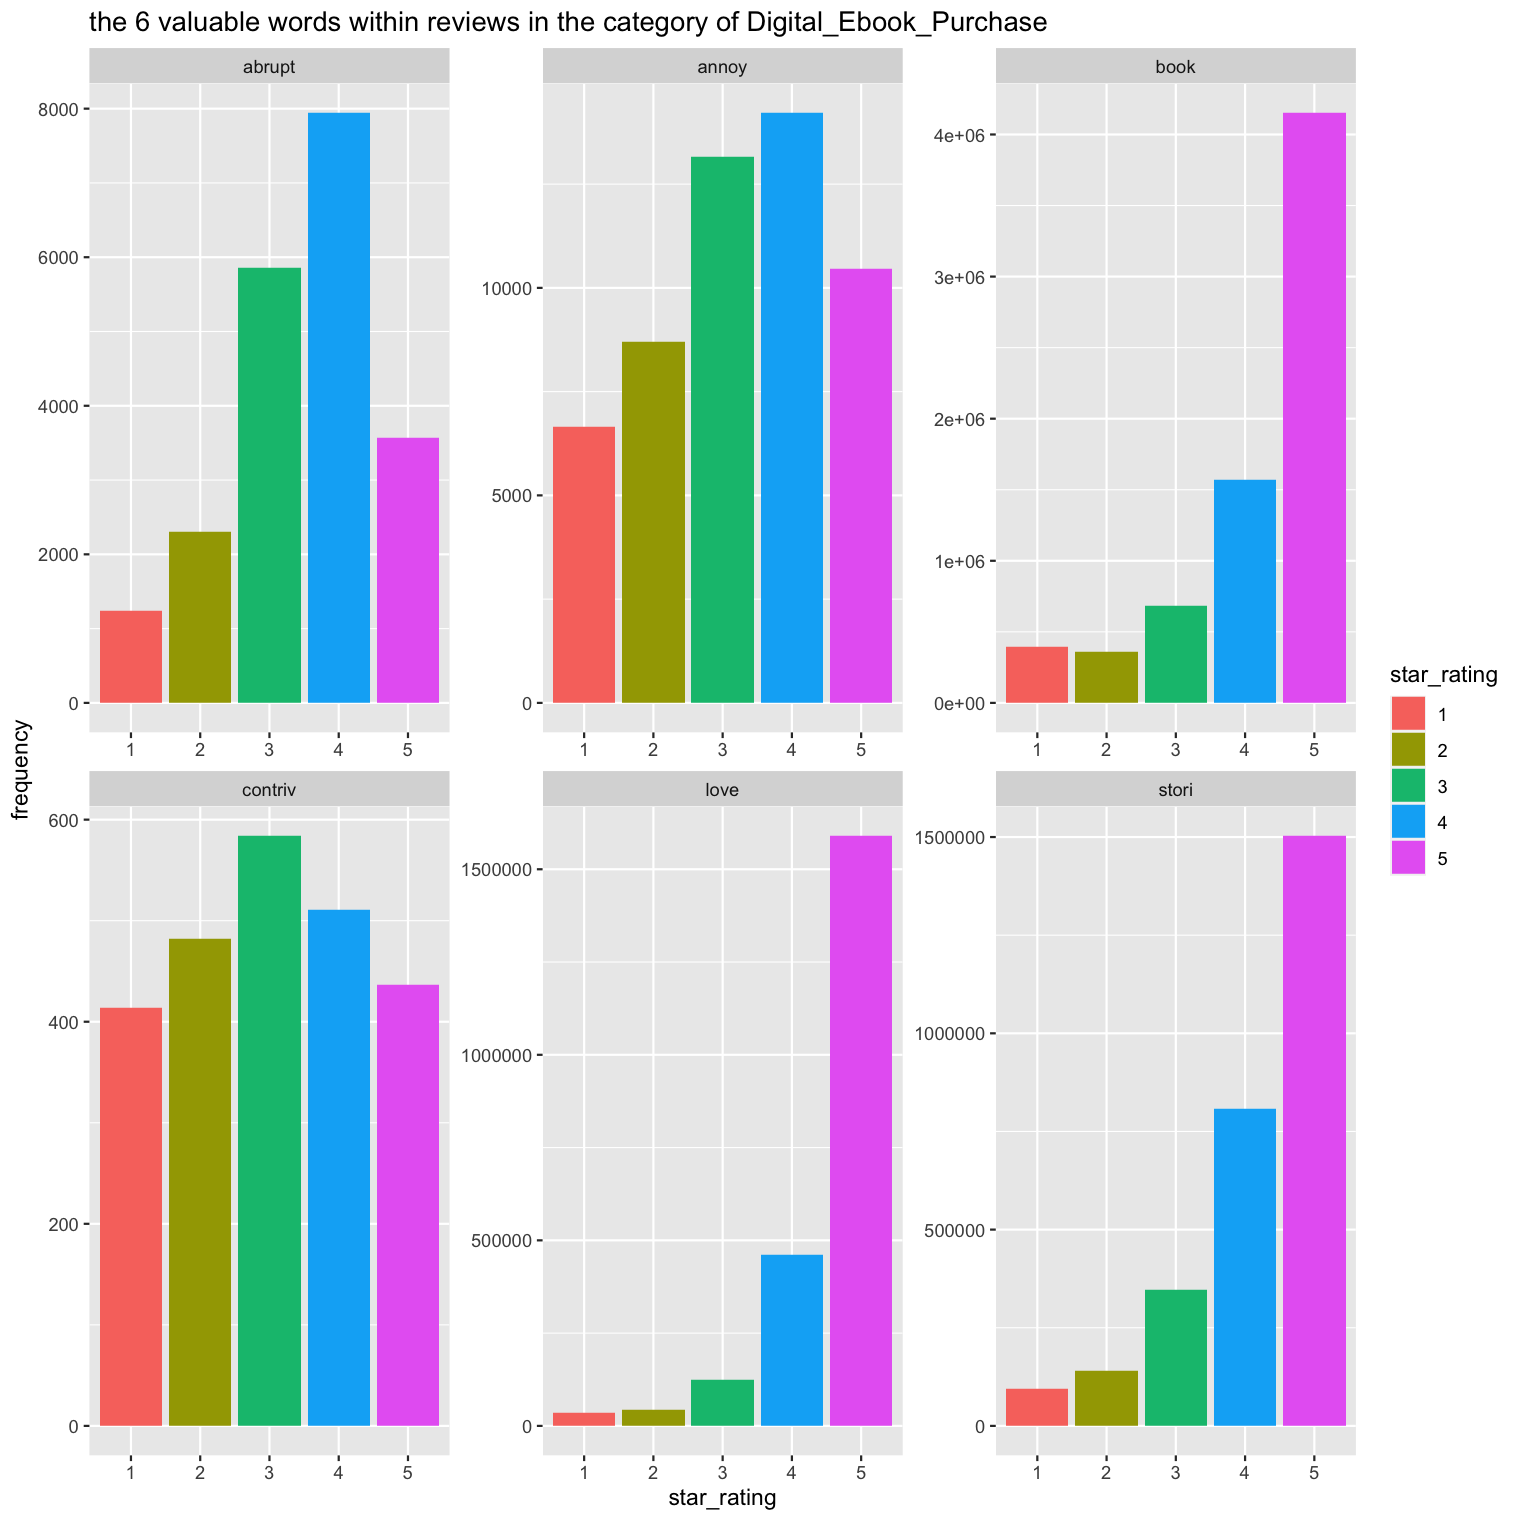 the 6 valuable words within reviews in the category of Digital_Ebook_Purchase
abrupt
annoy
book
8000
6000
4000
2000
0
10000
5000
0
4e+06
3e+06
2e+06
1e+06
0e+00
1 2 3 4 5
1 2 3 4 5
1 2 3 4 5
frequency
contriv
love
stori
600
400
200
0
1500000
1000000
500000
0
1500000
1000000
500000
0
1 2 3 4 5
1 2 3 4 5
1 2 3 4 5
star_rating
star_rating
1
2
3
4
5